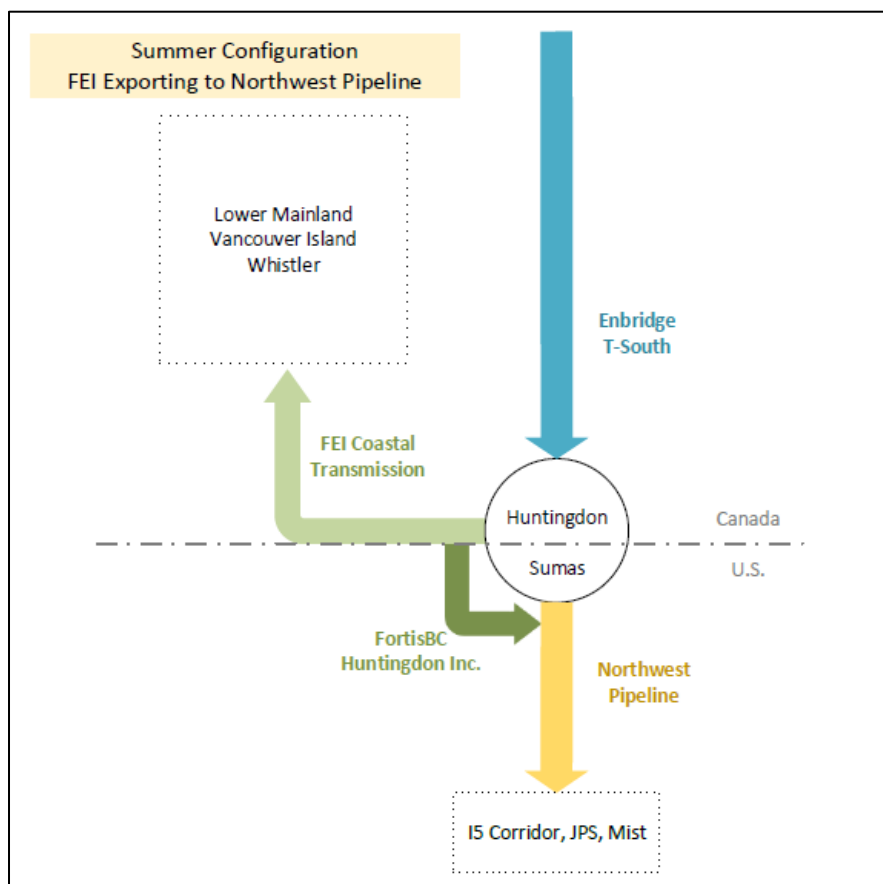 Summer Configuration
FEI Exporting to Northwest Pipeline
Lower Mainland
Vancouver Island
Whistler
Enbridge
T-South
FEI Coastal
Transmission
Huntingdon
Canada
Sumas
U.S.
FortisBC
Huntingdon Inc.
Northwest
Pipeline
I5 Corridor, JPS, Mist